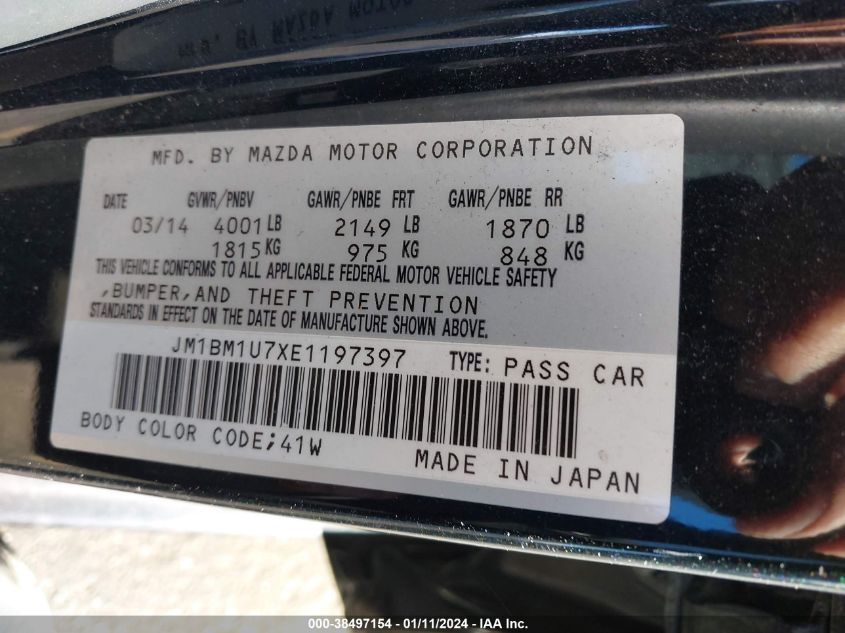 MFD. BY MAZDA MOTOR CORPORATION
DATE GVWR/PNBV GAWR/PNBE FRT GAWR/PNBE RR
03/14 4001 LB 2149 LB 1870 LB
1815 KG 975 KG 848 KG
THIS VEHICLE CONFORMS TO ALL APPLICABLE FEDERAL MOTOR VEHICLE SAFETY
,BUMPER,AND THEFT PREVENTION
STANDARDS IN EFFECT ON THE DATE OF MANUFACTURE SHOWN ABOVE.
JM1BM1U7XE1197397 TYPE: PASS CAR
BODY COLOR CODE;41W
MADE IN JAPAN
00-38497154 - 01/11/2024 - IAA Inc.